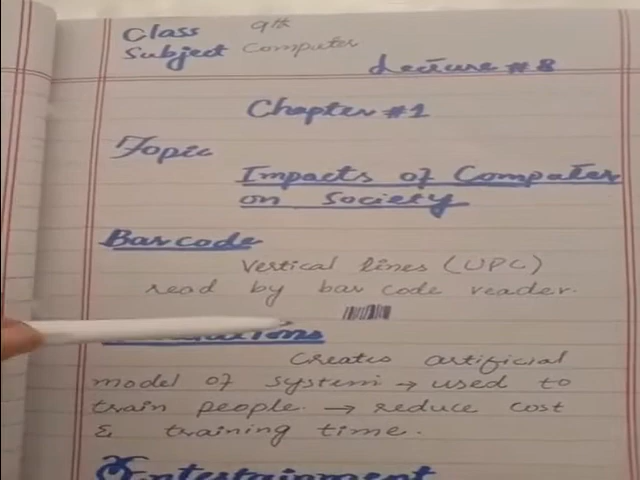 Class 9th
Subject Computer
Lecture # 8
Chapter #1
Topic
Impacts of Computer
on Society
Barcode
Vertical lines (UPC)
read by bar code reader.
Creates artificial
model of system → used to
train people. → reduce cost
& training time.
Entertainment